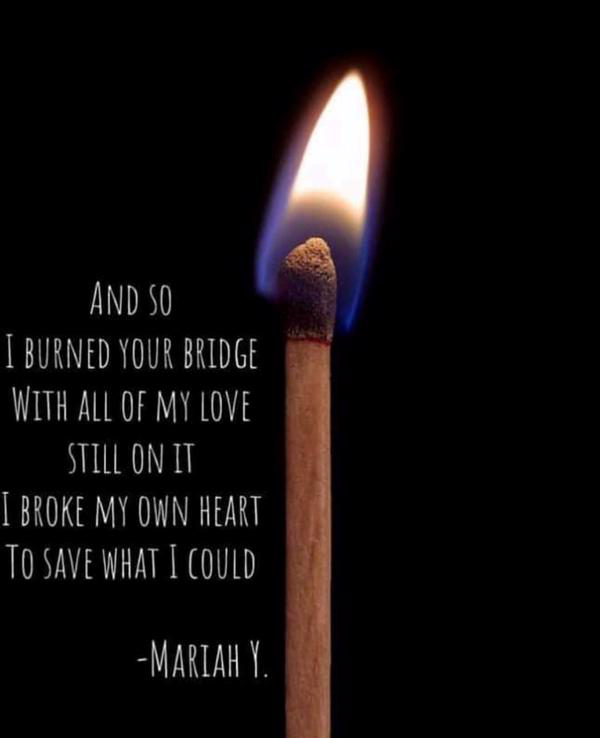 And so
I burned your bridge
With all of my love
still on it
I broke my own heart
To save what I could
-Mariah Y.